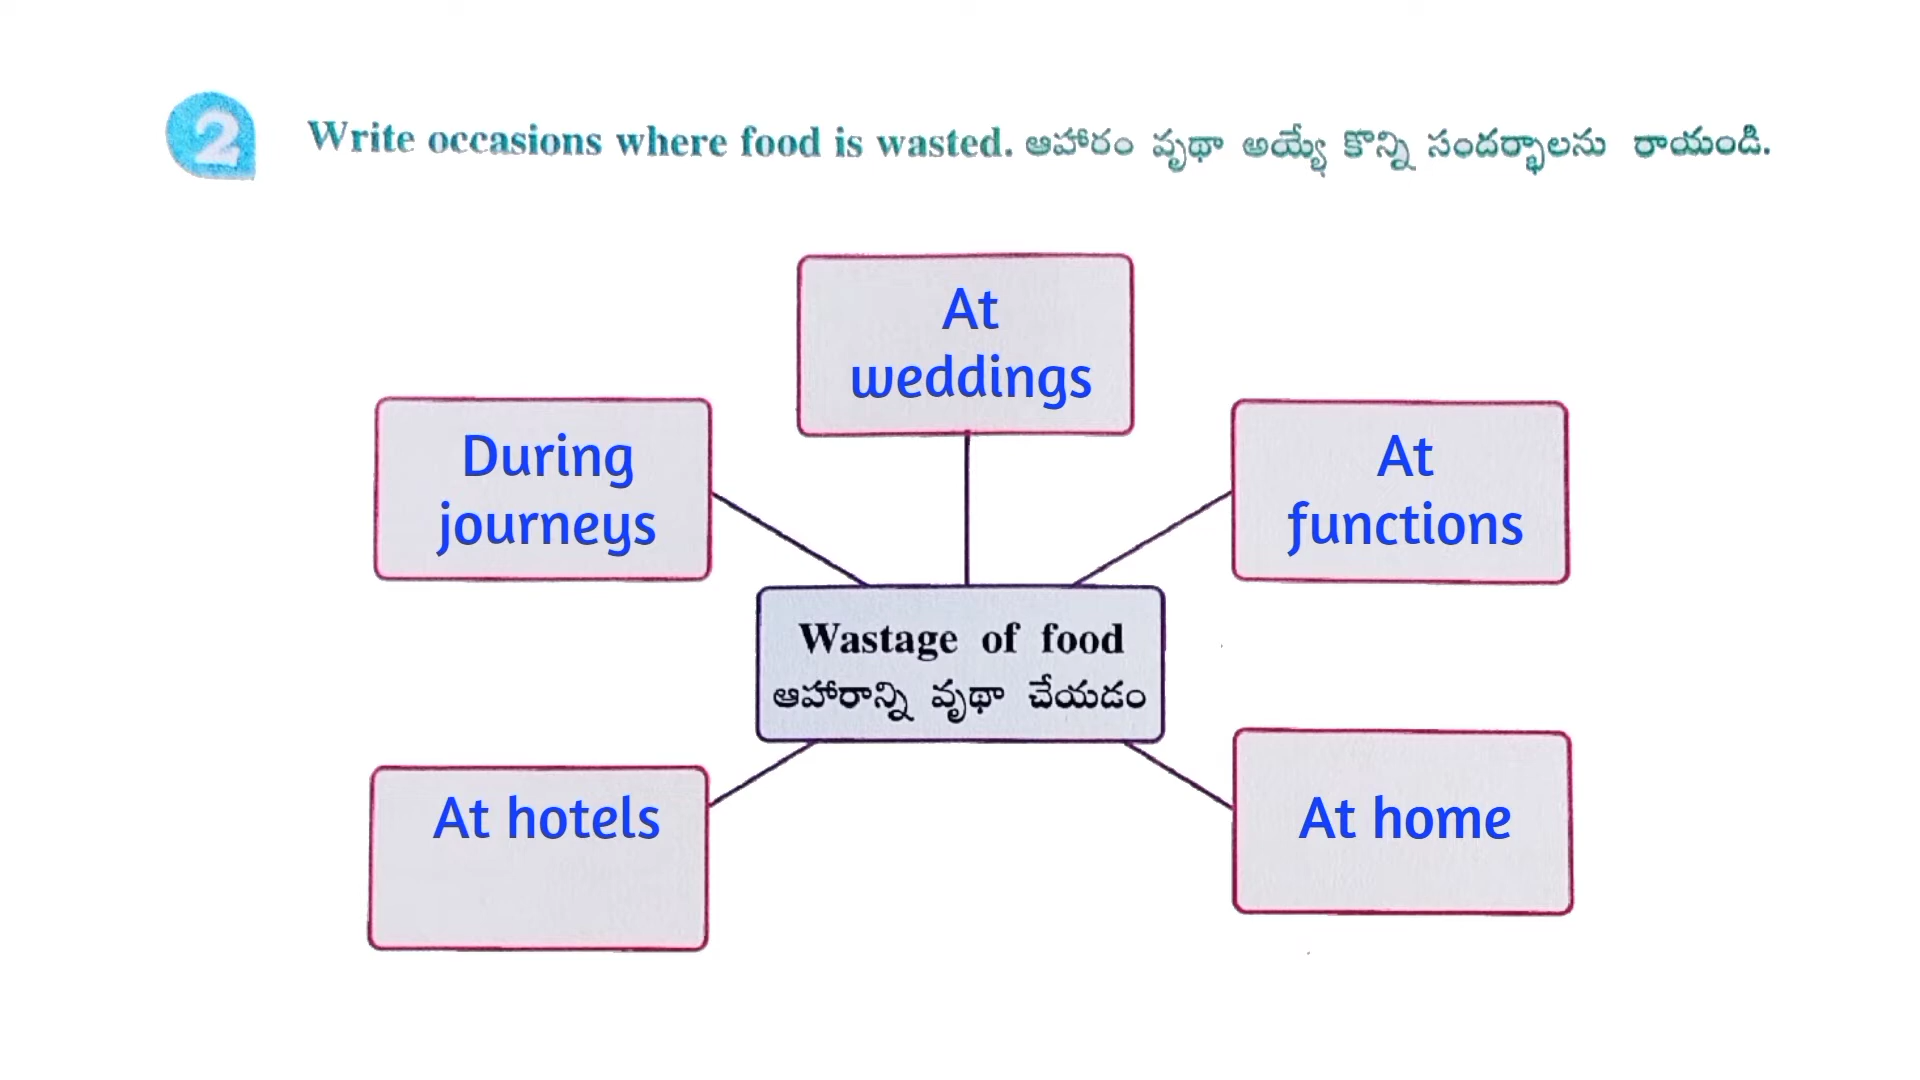 2
Write occasions where food is wasted. ఆహారం వృథా అయ్యే కొన్ని సందర్భాలను రాయండి.
At
weddings
During
journeys
At
functions
Wastage of food
ఆహారాన్ని వృథా చేయడం
At hotels
At home